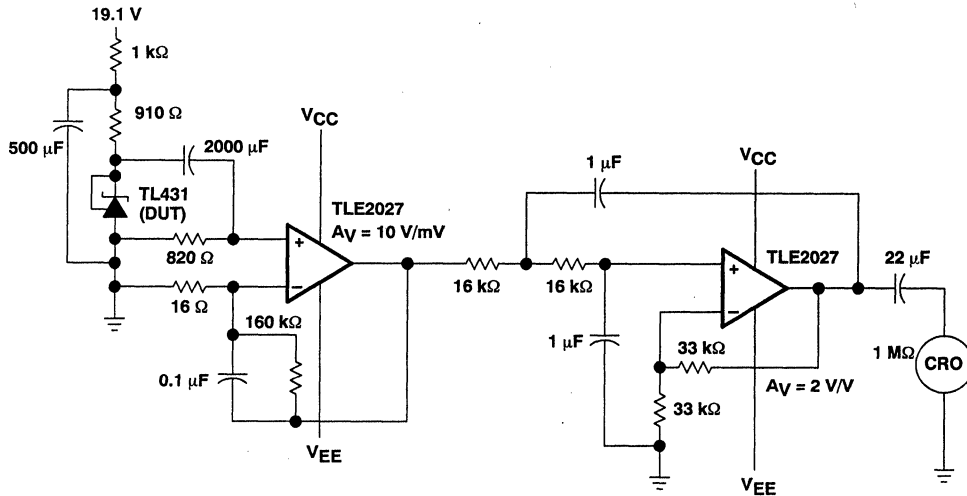 19.1 V
1 kΩ
910 Ω
500 μF
2000 μF
TL431
(DUT)
820 Ω
16 Ω
160 kΩ
0.1 μF
VCC
TLE2027
AV = 10 V/mV
+
−
VEE
16 kΩ
16 kΩ
1 μF
1 μF
VCC
TLE2027
+
−
33 kΩ
33 kΩ
AV = 2 V/V
VEE
22 μF
1 MΩ
CRO